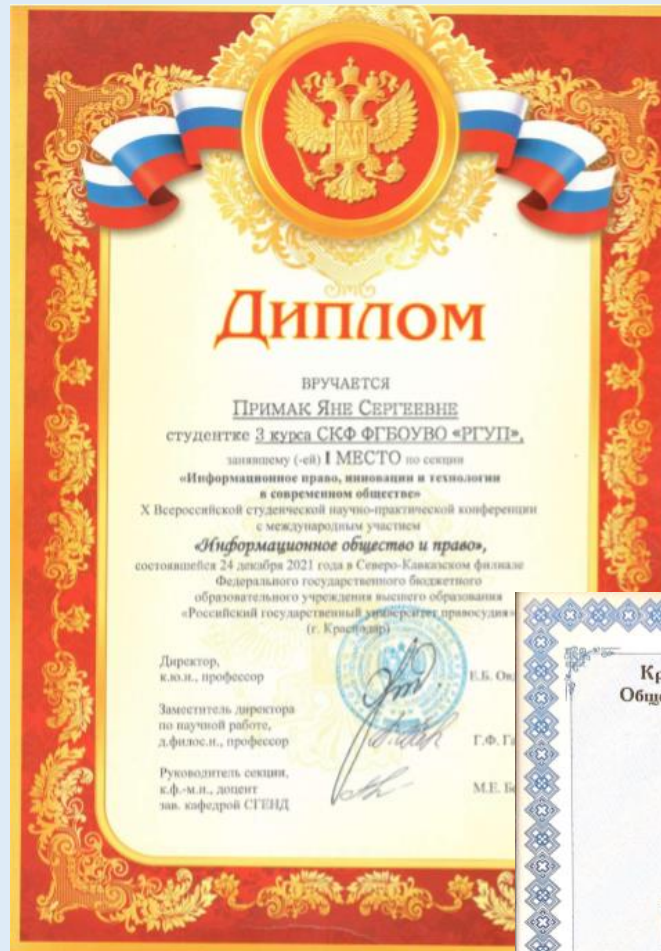 Диплом
ВРУЧАЕТСЯ
ПРИМАК ЯНЕ СЕРГЕЕВНЕ
студентке 3 курса СКФ ФГБОУВО «РГУП»,
занявшему (-ей) I МЕСТО по секции
«Информационное право, инновации и технологии
в современном обществе»
X Всероссийской студенческой научно-практической конференции
с международным участием
«Информационное общество и право»,
состоявшейся 24 декабря 2021 года в Северо-Кавказском филиале
Федерального государственного бюджетного
образовательного учреждения высшего образования
«Российский государственный университет правосудия»
(г. Краснодар)
Директор,
к.ю.н., профессор
Е.Б.
Заместитель директора
по научной работе,
д.филос.н., профессор
Г.Ф.
Руководитель секции,
к.ф.-м.н., доцент
зав. кафедрой СГЕНД
М.Е.